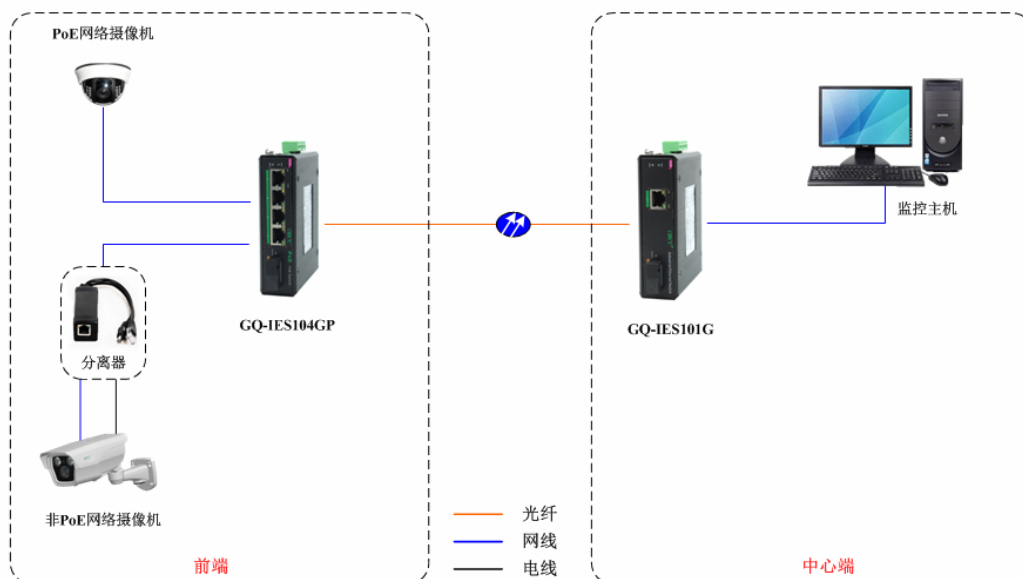 PoE网络摄像机
监控主机
GQ-IES104GP
GQ-IES101G
分离器
非PoE网络摄像机
光纤
网线
电线
前端
中心端